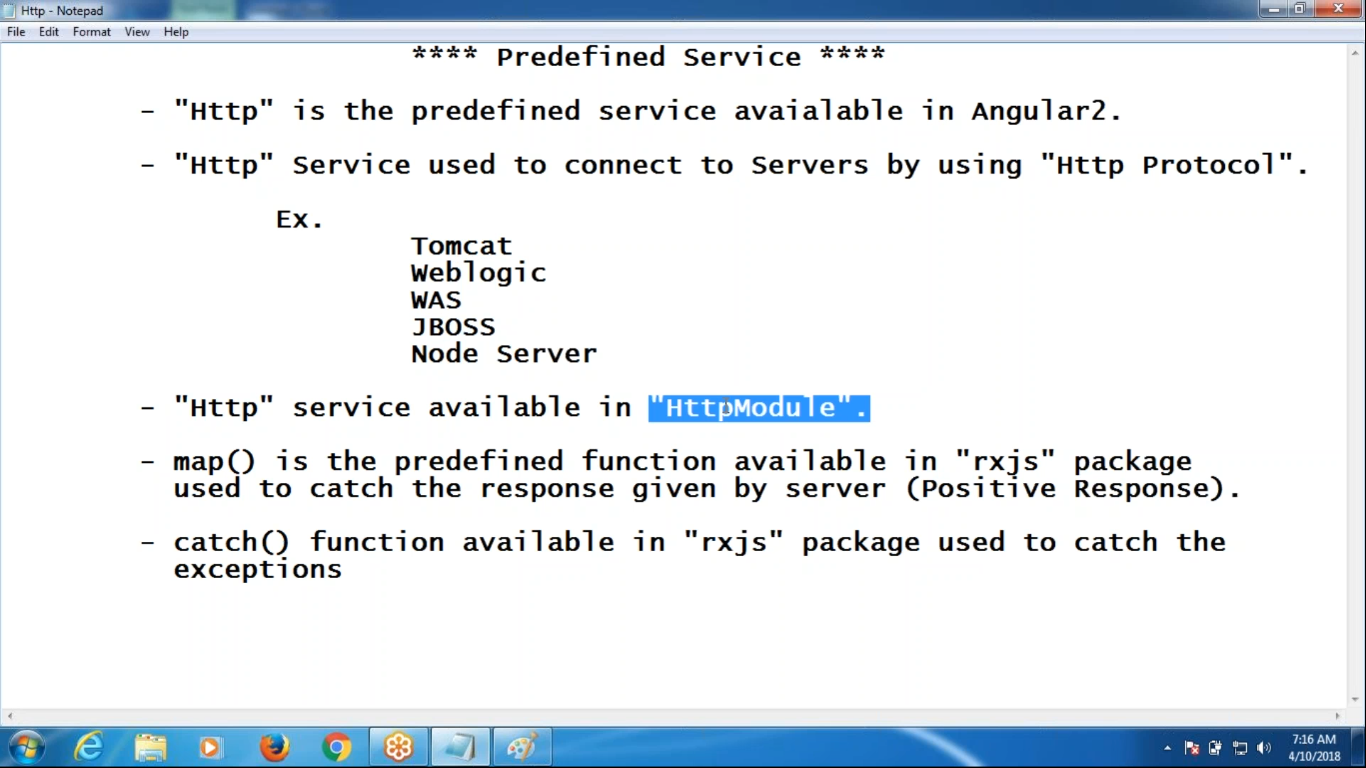 Http - Notepad
File Edit Format View Help
**** Predefined Service ****
- "Http" is the predefined service avaialable in Angular2.
- "Http" Service used to connect to Servers by using "Http Protocol".
Ex.
Tomcat
Weblogic
WAS
JBOSS
Node Server
- "Http" service available in "HttpModule".
- map() is the predefined function available in "rxjs" package
used to catch the response given by server (Positive Response).
- catch() function available in "rxjs" package used to catch the
exceptions
7:16 AM
4/10/2018